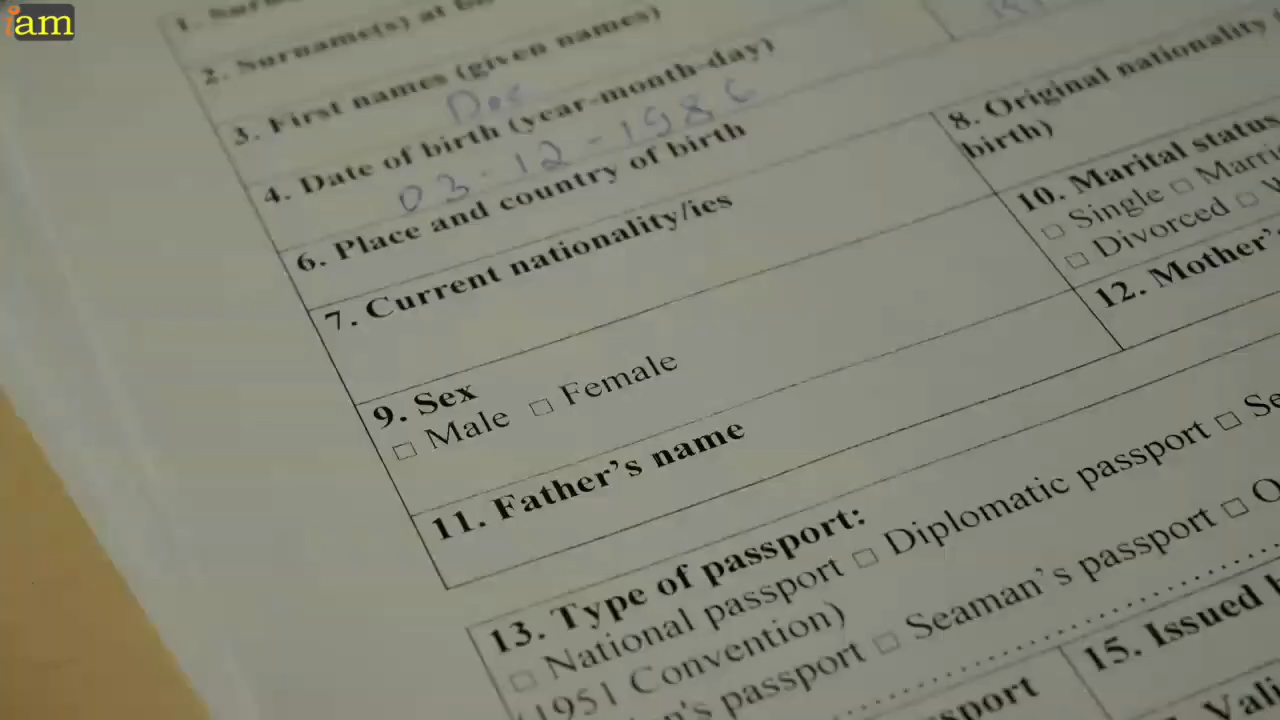 iam
2. Surname(s) at
3. First names (given names)
Doe
4. Date of birth (year-month-day)
03-12-1986
6. Place and country of birth
7. Current nationality/ies
8. Original nationality
birth)
9. Sex
□ Male □ Female
10. Marital status
□ Single □
□ Divorced □
11. Father's name
12. Mother's
13. Type of passport:
□ National passport □ Diplomatic passport □
1951 Convention)
passport □ Seaman's passport □
15. Issued